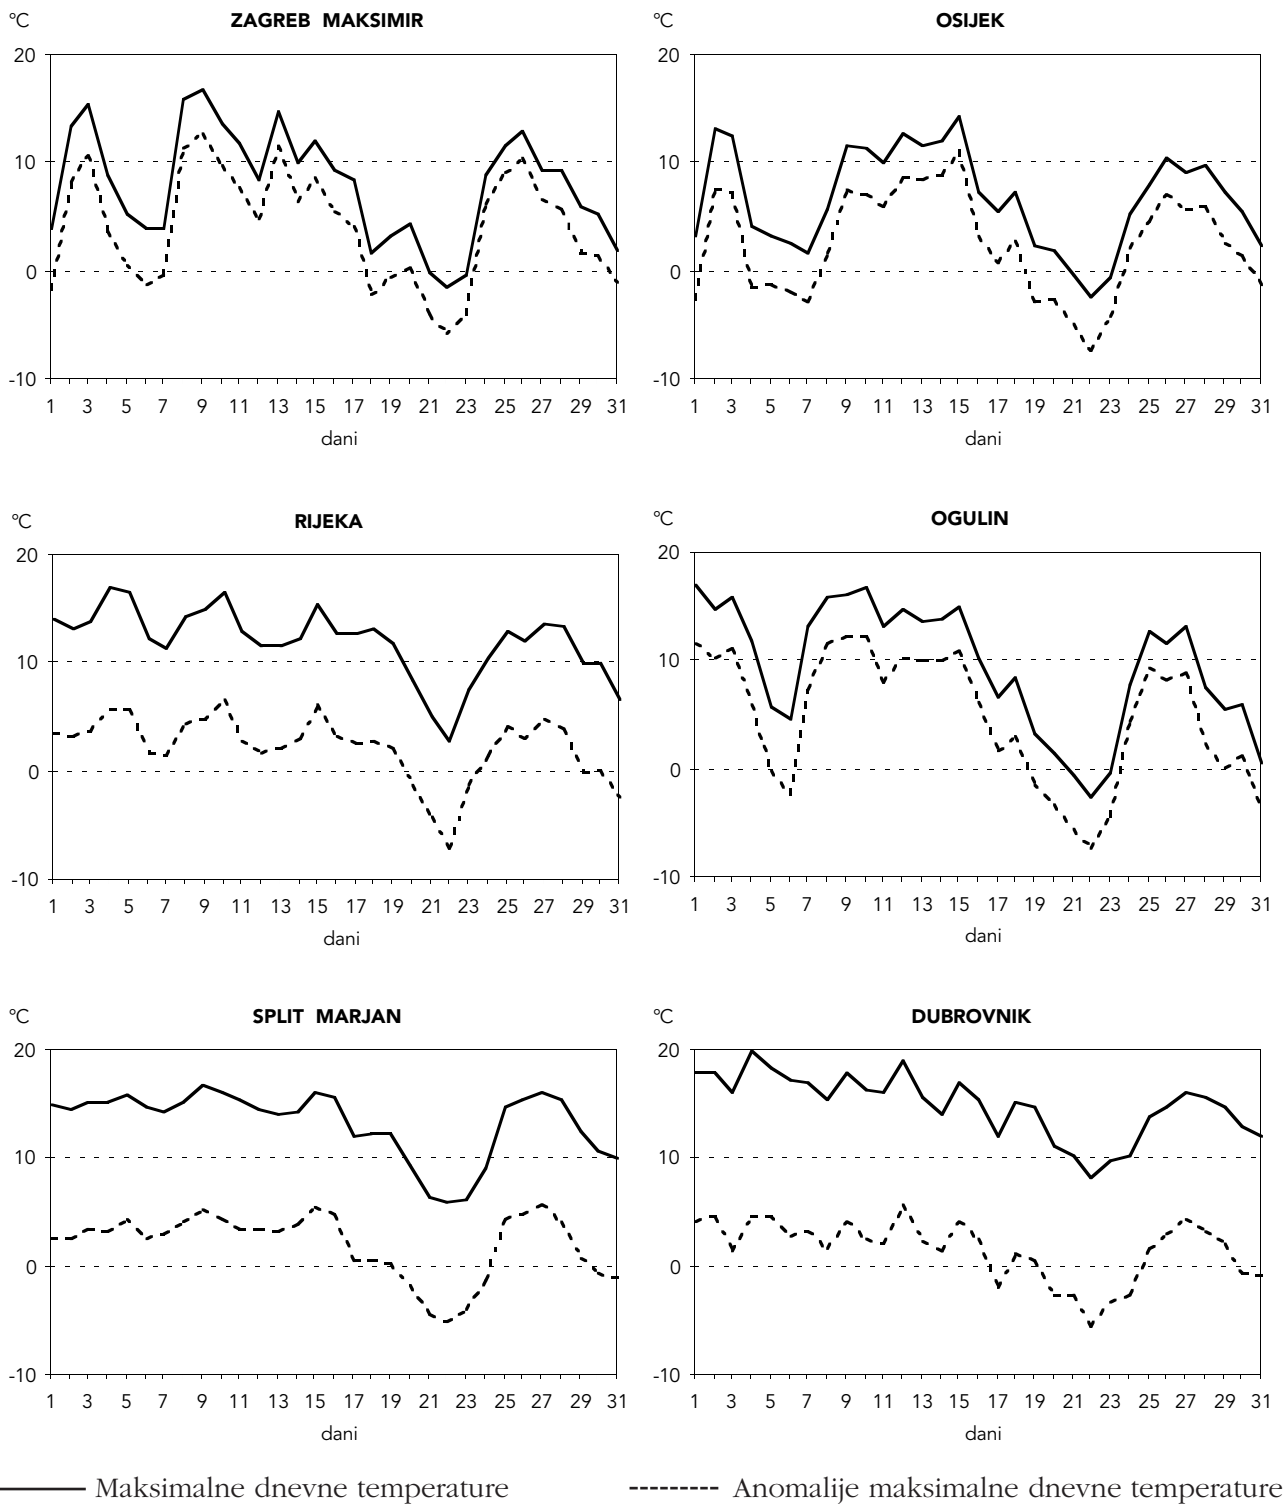 °C ZAGREB MAKSIMIR
20
10
0
-10
1 3 5 7 9 11 13 15 17 19 21 23 25 27 29 31
dani
°C OSIJEK
20
10
0
-10
1 3 5 7 9 11 13 15 17 19 21 23 25 27 29 31
dani
°C RIJEKA
20
10
0
-10
1 3 5 7 9 11 13 15 17 19 21 23 25 27 29 31
dani
°C OGULIN
20
10
0
-10
1 3 5 7 9 11 13 15 17 19 21 23 25 27 29 31
dani
°C SPLIT MARJAN
20
10
0
-10
1 3 5 7 9 11 13 15 17 19 21 23 25 27 29 31
dani
°C DUBROVNIK
20
10
0
-10
1 3 5 7 9 11 13 15 17 19 21 23 25 27 29 31
dani
Maksimalne dnevne temperature
Anomalije maksimalne dnevne temperature